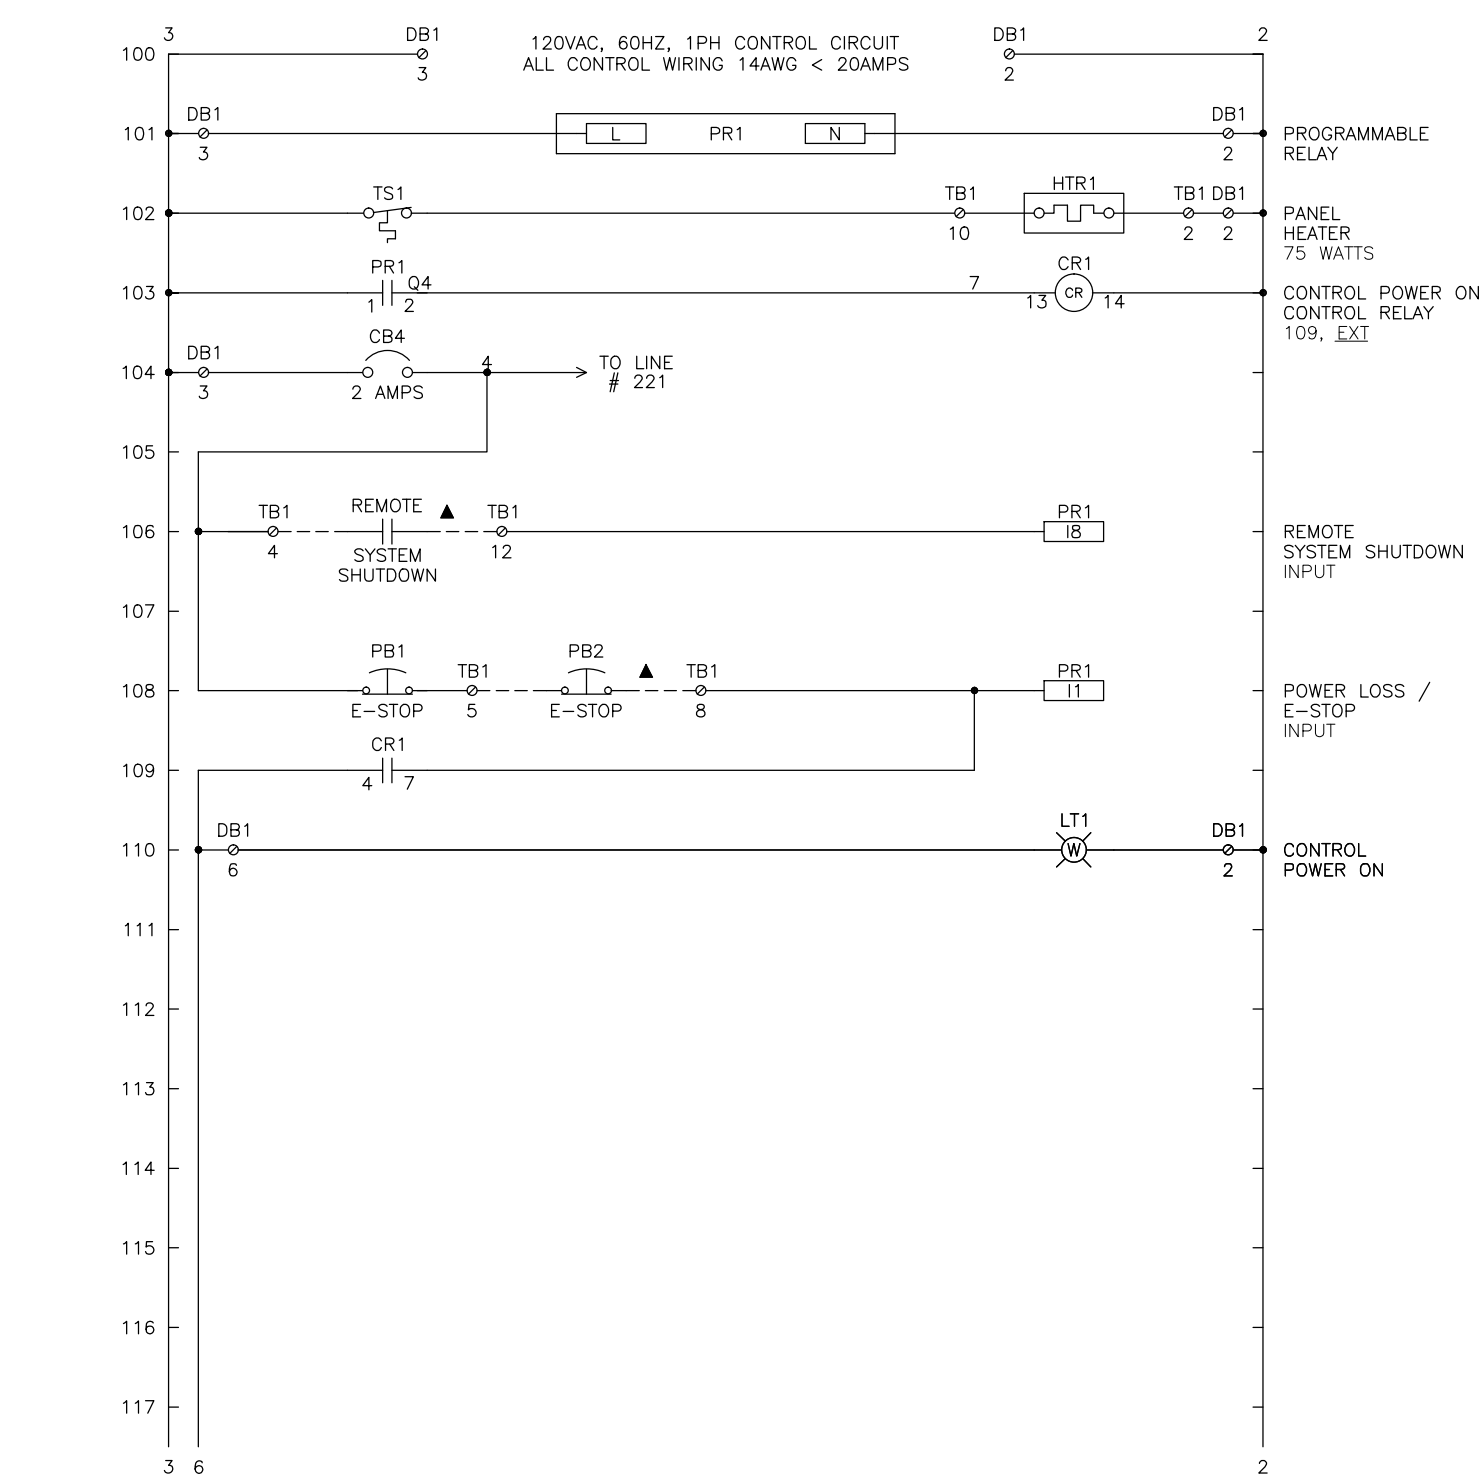 3 DB1 120VAC, 60HZ, 1PH CONTROL CIRCUIT DB1 2
100 ALL CONTROL WIRING 14AWG < 20AMPS
3 2
DB1 DB1
101 L PR1 N PROGRAMMABLE
3 2 RELAY
TS1 TB1 HTR1 TB1 DB1
102 PANEL
10 2 2 HEATER
75 WATTS
PR1 Q4 7 CR1
103 CR CONTROL POWER ON
1 2 13 14 CONTROL RELAY
109, EXT
DB1 CB4 4 TO LINE
104 # 221
3 2 AMPS
105
TB1 REMOTE ▲ TB1 PR1
106 I8 REMOTE
4 SYSTEM 12 SYSTEM SHUTDOWN
SHUTDOWN INPUT
107
PB1 TB1 PB2 ▲ TB1 PR1
108 I1 POWER LOSS /
E-STOP 5 E-STOP 8 E-STOP
INPUT
CR1
109
4 7
DB1 LT1 DB1
110 W CONTROL
6 2 POWER ON
111
112
113
114
115
116
117
3 6 2